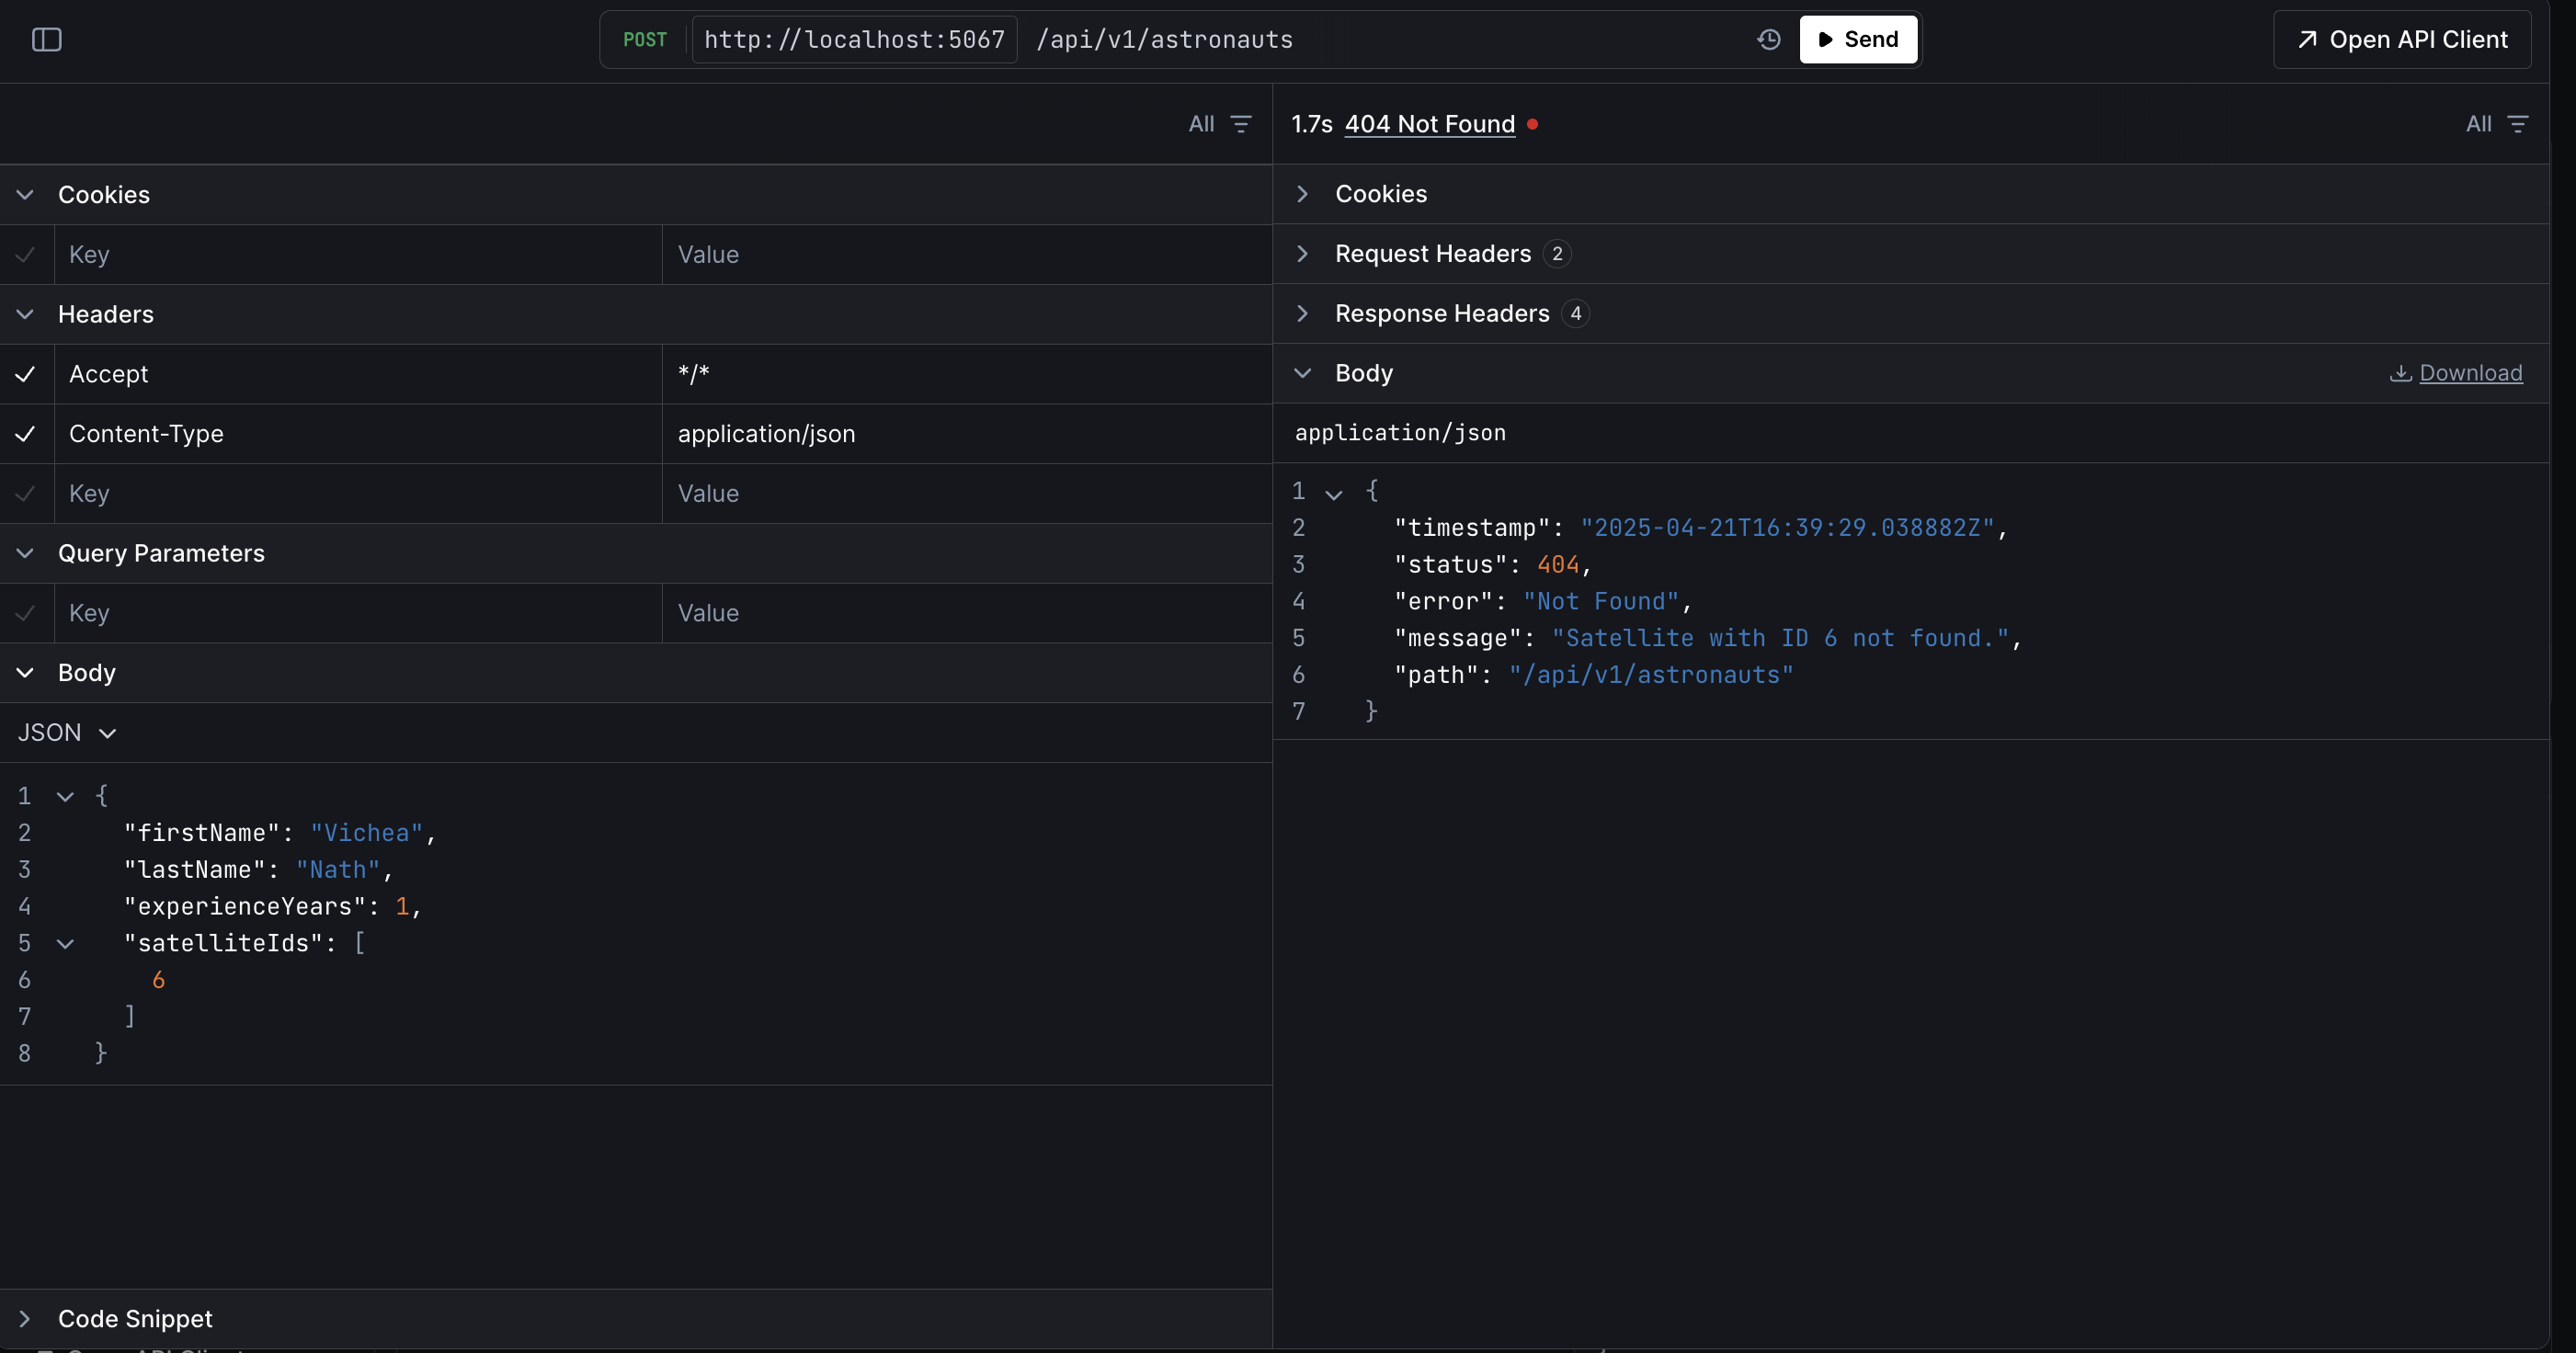 POST http://localhost:5067 /api/v1/astronauts Send Open API Client
All
Cookies
Key Value
Headers
Accept */*
Content-Type application/json
Key Value
Query Parameters
Key Value
Body
JSON
1 {
2 "firstName": "Vichea",
3 "lastName": "Nath",
4 "experienceYears": 1,
5 "satelliteIds": [
6 6
7 ]
8 }
Code Snippet
1.7s 404 Not Found All
Cookies
Request Headers 2
Response Headers 4
Body Download
application/json
1 {
2 "timestamp": "2025-04-21T16:39:29.038882Z",
3 "status": 404,
4 "error": "Not Found",
5 "message": "Satellite with ID 6 not found.",
6 "path": "/api/v1/astronauts"
7 }